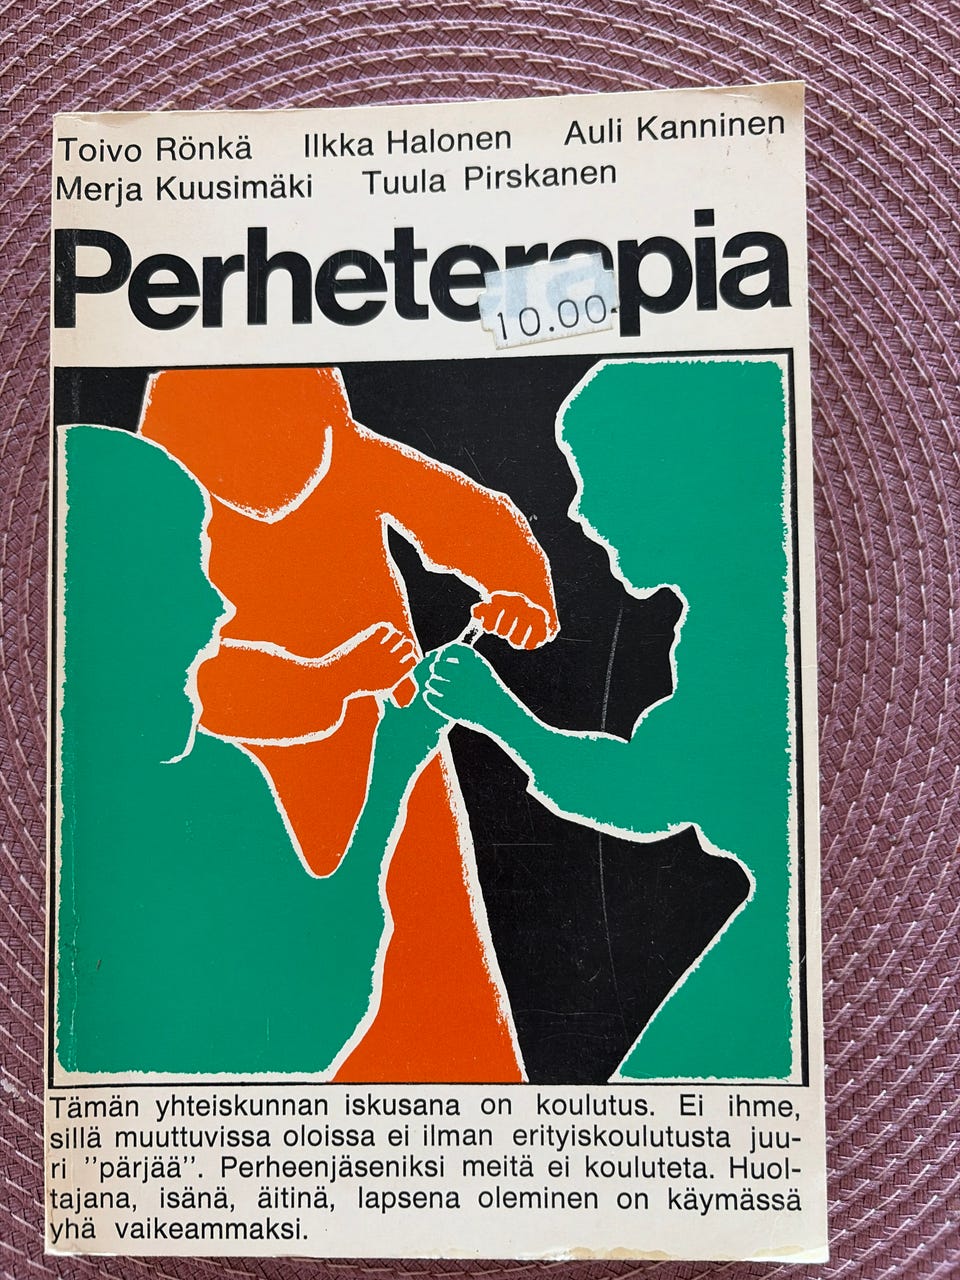 Toivo Rönkä Ilkka Halonen Auli Kanninen
Merja Kuusimäki Tuula Pirskanen
Perheterapia
10.00
Tämän yhteiskunnan iskusana on koulutus. Ei ihme,
sillä muuttuvissa oloissa ei ilman erityiskoulutusta juu-
ri ”pärjää”. Perheenjäseniksi meitä ei kouluteta. Huol-
tajana, isänä, äitinä, lapsena oleminen on käymässä
yhä vaikeammaksi.